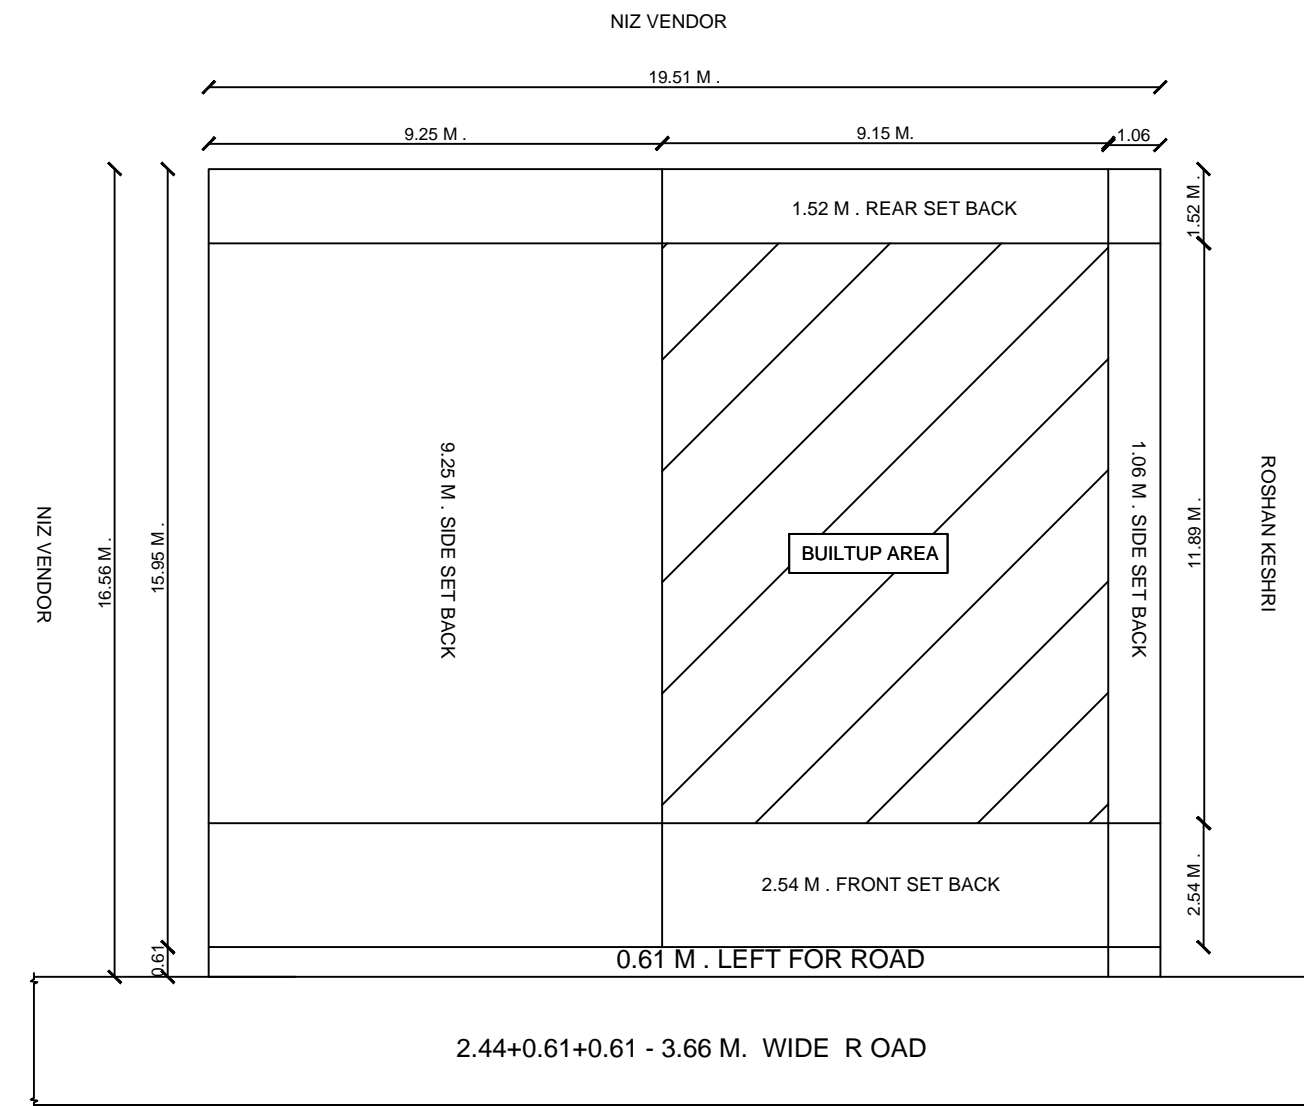 NIZ VENDOR
19.51 M .
9.25 M .
9.15 M.
1.06
1.52 M . REAR SET BACK
1.52 M .
9.25 M . SIDE SET BACK
1.06 M . SIDE SET BACK
ROSHAN KESHRI
NIZ VENDOR
16.56 M .
15.95 M .
11.89 M .
BUILTUP AREA
2.54 M . FRONT SET BACK
2.54 M .
0.61
0.61 M . LEFT FOR ROAD
2.44+0.61+0.61 - 3.66 M. WIDE R OAD